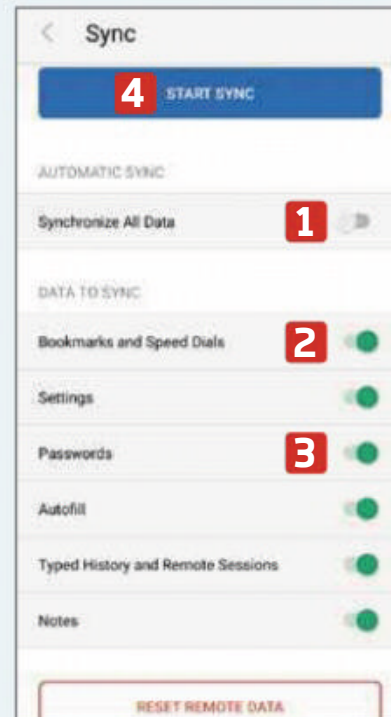 Sync
4 START SYNC
AUTOMATIC SYNC
Synchronize All Data 1
DATA TO SYNC
Bookmarks and Speed Dials 2
Settings
Passwords 3
Autofill
Typed History and Remote Sessions
Notes
RESET REMOTE DATA